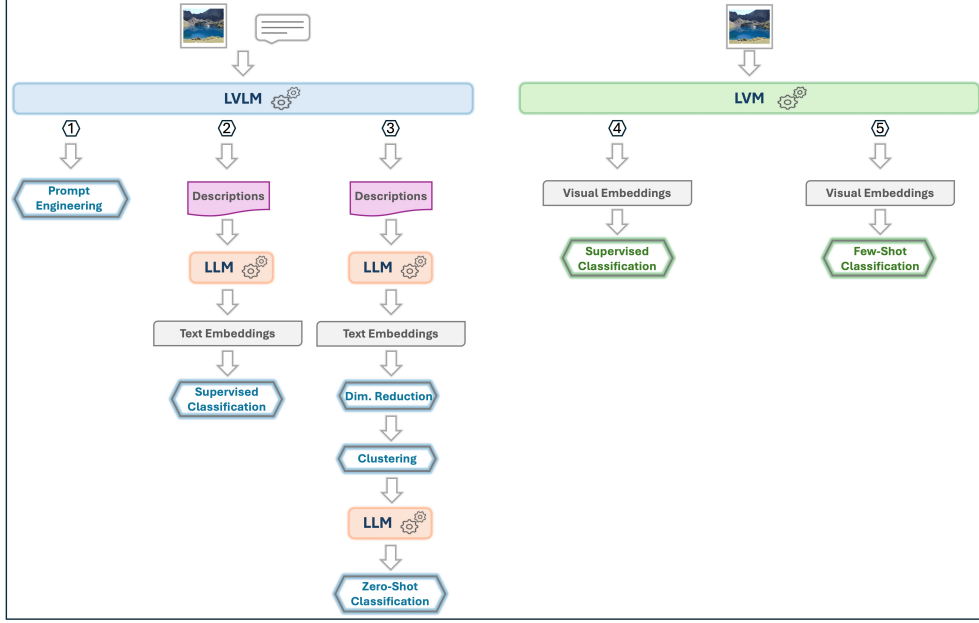 LVLM
LVM
1
2
3
4
5
Prompt
Engineering
Descriptions
Descriptions
Visual Embeddings
Visual Embeddings
LLM
LLM
Supervised
Classification
Few-Shot
Classification
Text Embeddings
Text Embeddings
Supervised
Classification
Dim. Reduction
Clustering
LLM
Zero-Shot
Classification